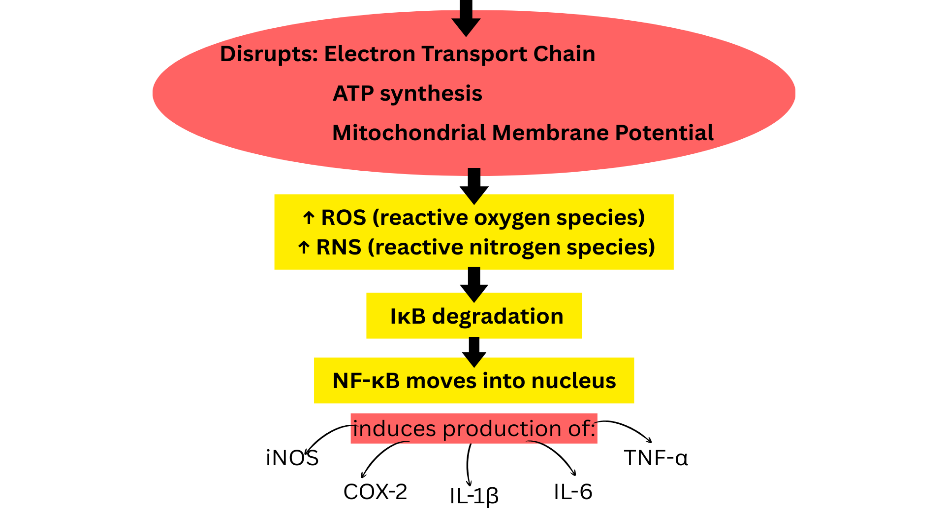 Disrupts: Electron Transport Chain
ATP synthesis
Mitochondrial Membrane Potential
↑ ROS (reactive oxygen species)
↑ RNS (reactive nitrogen species)
IκB degradation
NF-κB moves into nucleus
induces production of:
iNOS
COX-2
IL-1β
IL-6
TNF-α